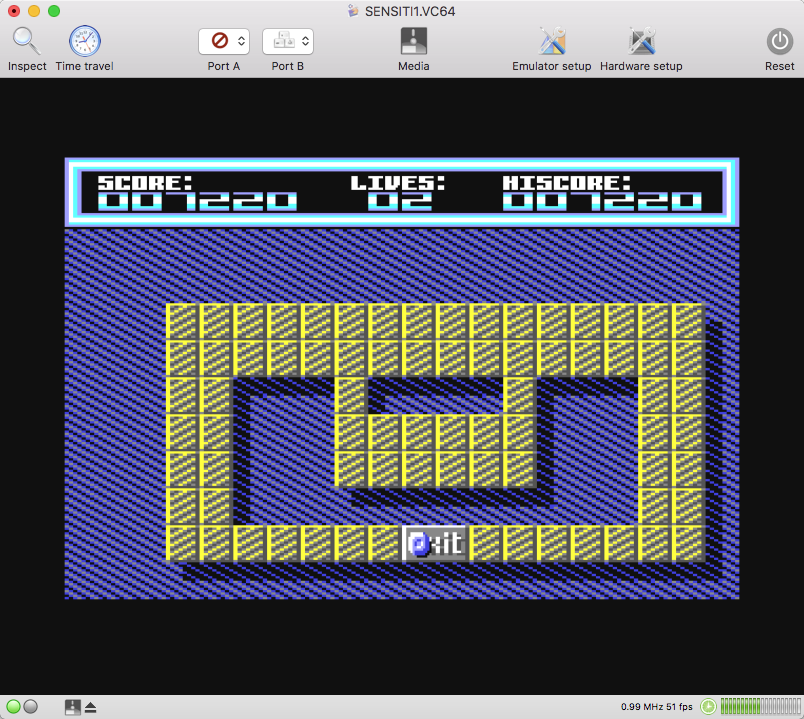 SENSITI1.VC64
Inspect Time travel Port A Port B Media Emulator setup Hardware setup Reset
SCORE: LIVES: HISCORE:
007220 02 007220
Exit
0.99 MHz 51 fps